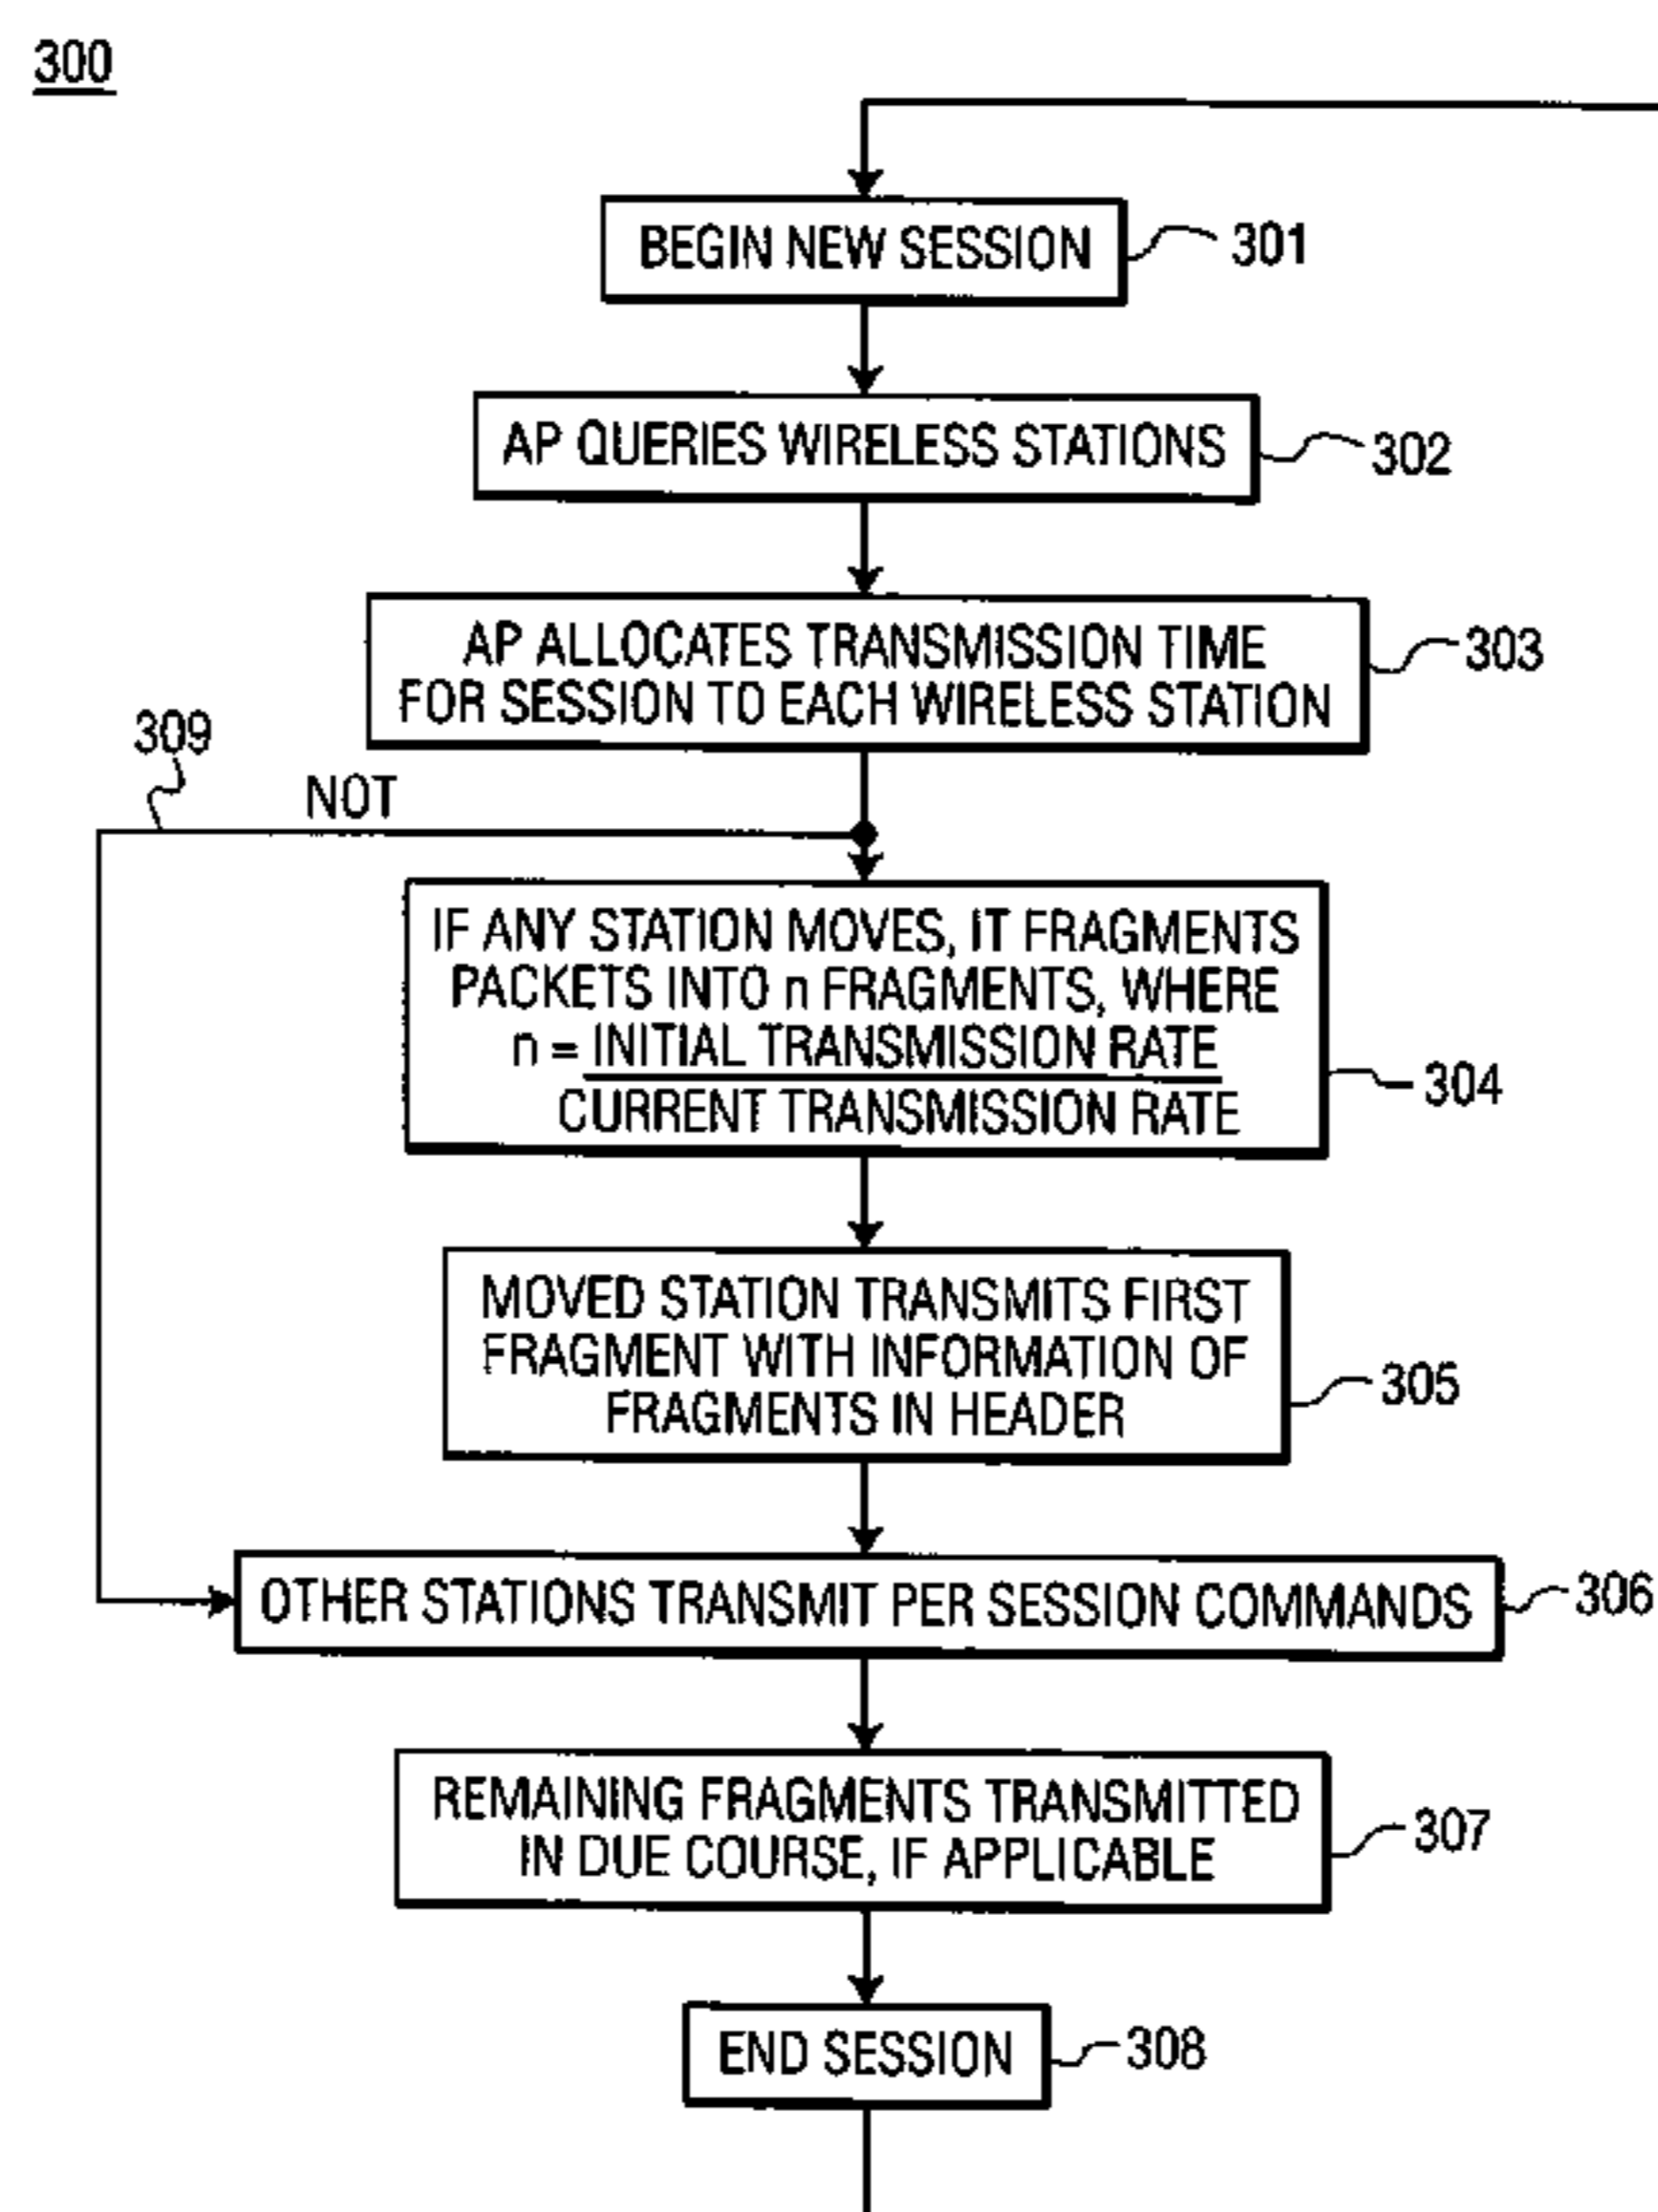 300
BEGIN NEW SESSION
301
AP QUERIES WIRELESS STATIONS
302
AP ALLOCATES TRANSMISSION TIME
FOR SESSION TO EACH WIRELESS STATION
303
309
NOT
IF ANY STATION MOVES, IT FRAGMENTS
PACKETS INTO n FRAGMENTS, WHERE
n = INITIAL TRANSMISSION RATE
CURRENT TRANSMISSION RATE
304
MOVED STATION TRANSMITS FIRST
FRAGMENT WITH INFORMATION OF
FRAGMENTS IN HEADER
305
OTHER STATIONS TRANSMIT PER SESSION COMMANDS
306
REMAINING FRAGMENTS TRANSMITTED
IN DUE COURSE, IF APPLICABLE
307
END SESSION
308